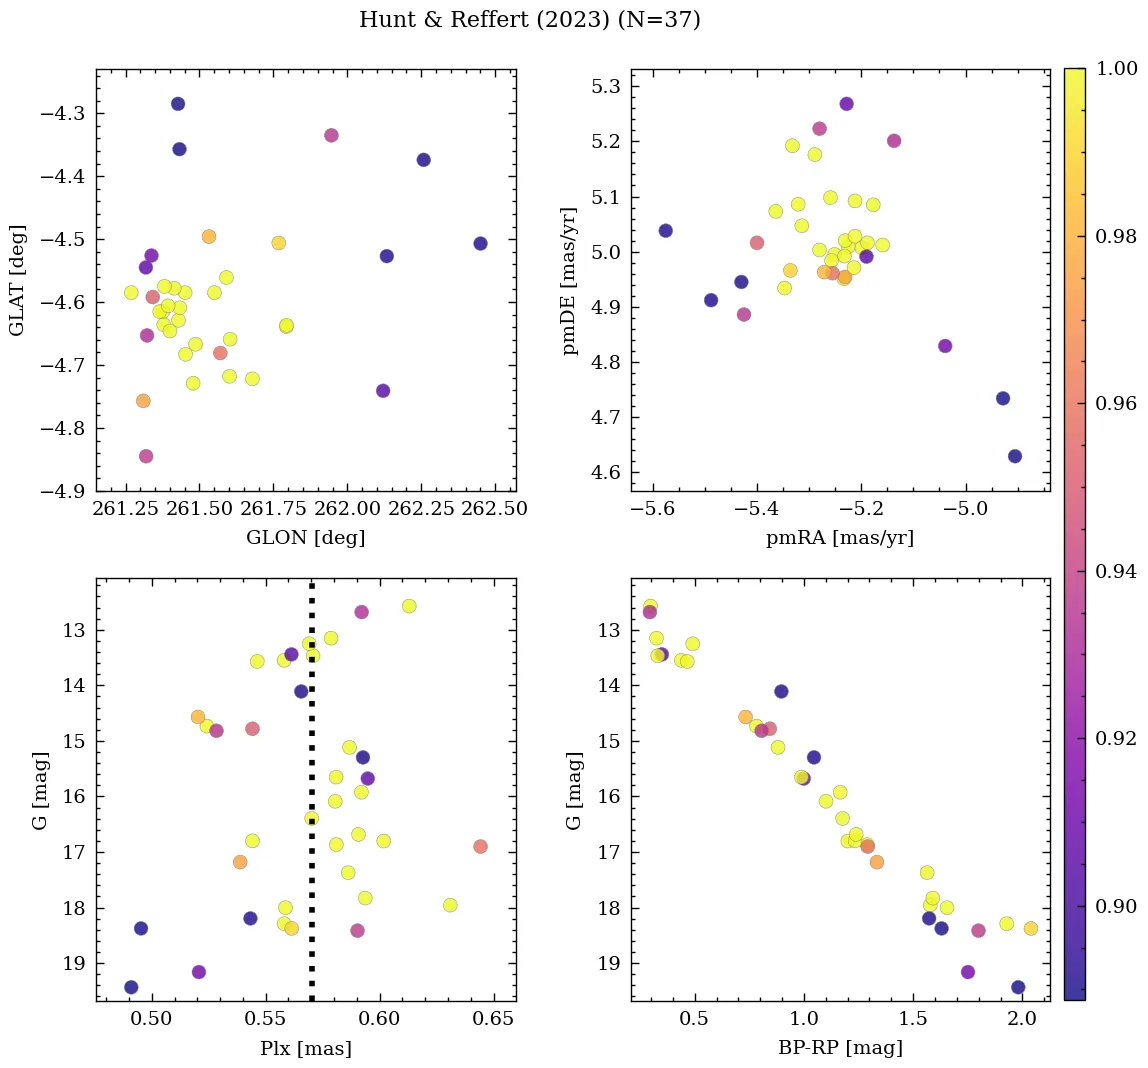 Hunt & Reffert (2023) (N=37)
−4.3
−4.4
−4.5
−4.6
−4.7
−4.8
−4.9
GLAT [deg]
261.25 261.50 261.75 262.00 262.25 262.50
GLON [deg]
5.3
5.2
5.1
5.0
4.9
4.8
4.7
4.6
pmDE [mas/yr]
−5.6 −5.4 −5.2 −5.0
pmRA [mas/yr]
13
14
15
16
17
18
19
G [mag]
0.50 0.55 0.60 0.65
Plx [mas]
13
14
15
16
17
18
19
G [mag]
0.5 1.0 1.5 2.0
BP-RP [mag]
1.00
0.98
0.96
0.94
0.92
0.90